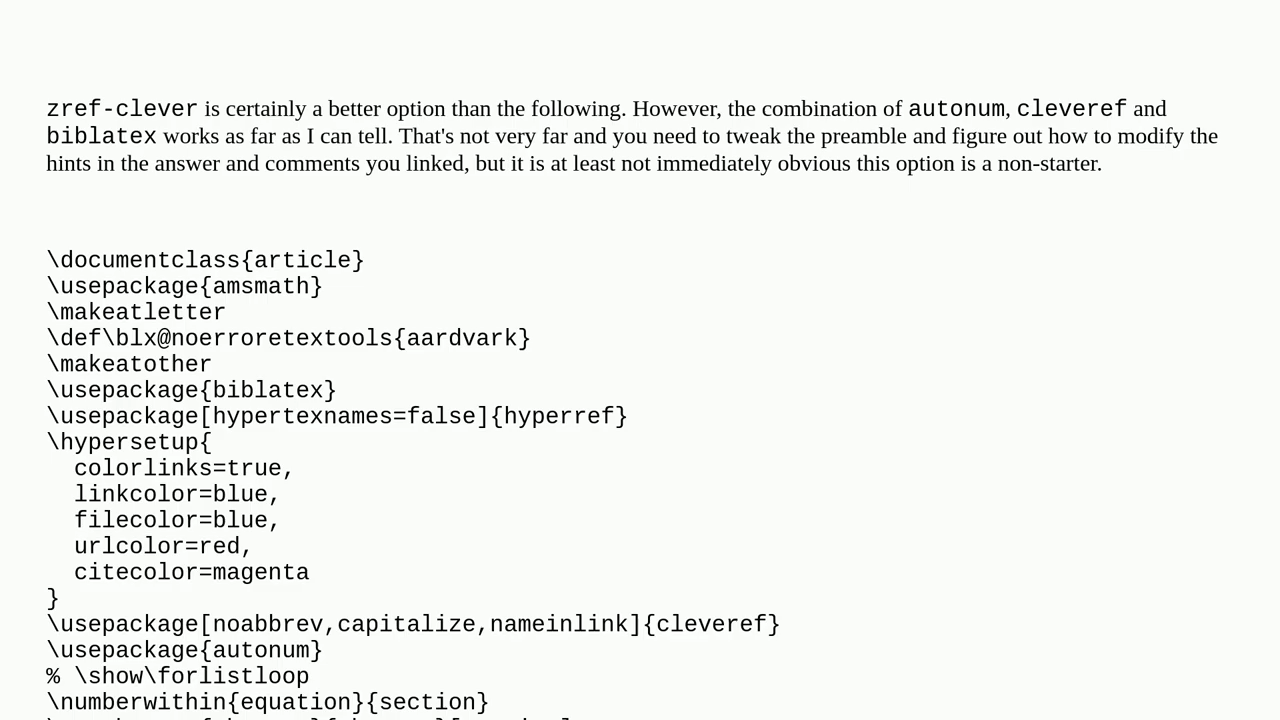 zref-clever is certainly a better option than the following. However, the combination of autonum, cleveref and
biblatex works as far as I can tell. That's not very far and you need to tweak the preamble and figure out how to modify the
hints in the answer and comments you linked, but it is at least not immediately obvious this option is a non-starter.
\documentclass{article}
\usepackage{amsmath}
\makeatletter
\def\blx@noerroretextools{aardvark}
\makeatother
\usepackage{biblatex}
\usepackage[hypertexnames=false]{hyperref}
\hypersetup{
  colorlinks=true,
  linkcolor=blue,
  filecolor=blue,
  urlcolor=red,
  citecolor=magenta
}
\usepackage[noabbrev,capitalize,nameinlink]{cleveref}
\usepackage{autonum}
% \show\forlistloop
\numberwithin{equation}{section}